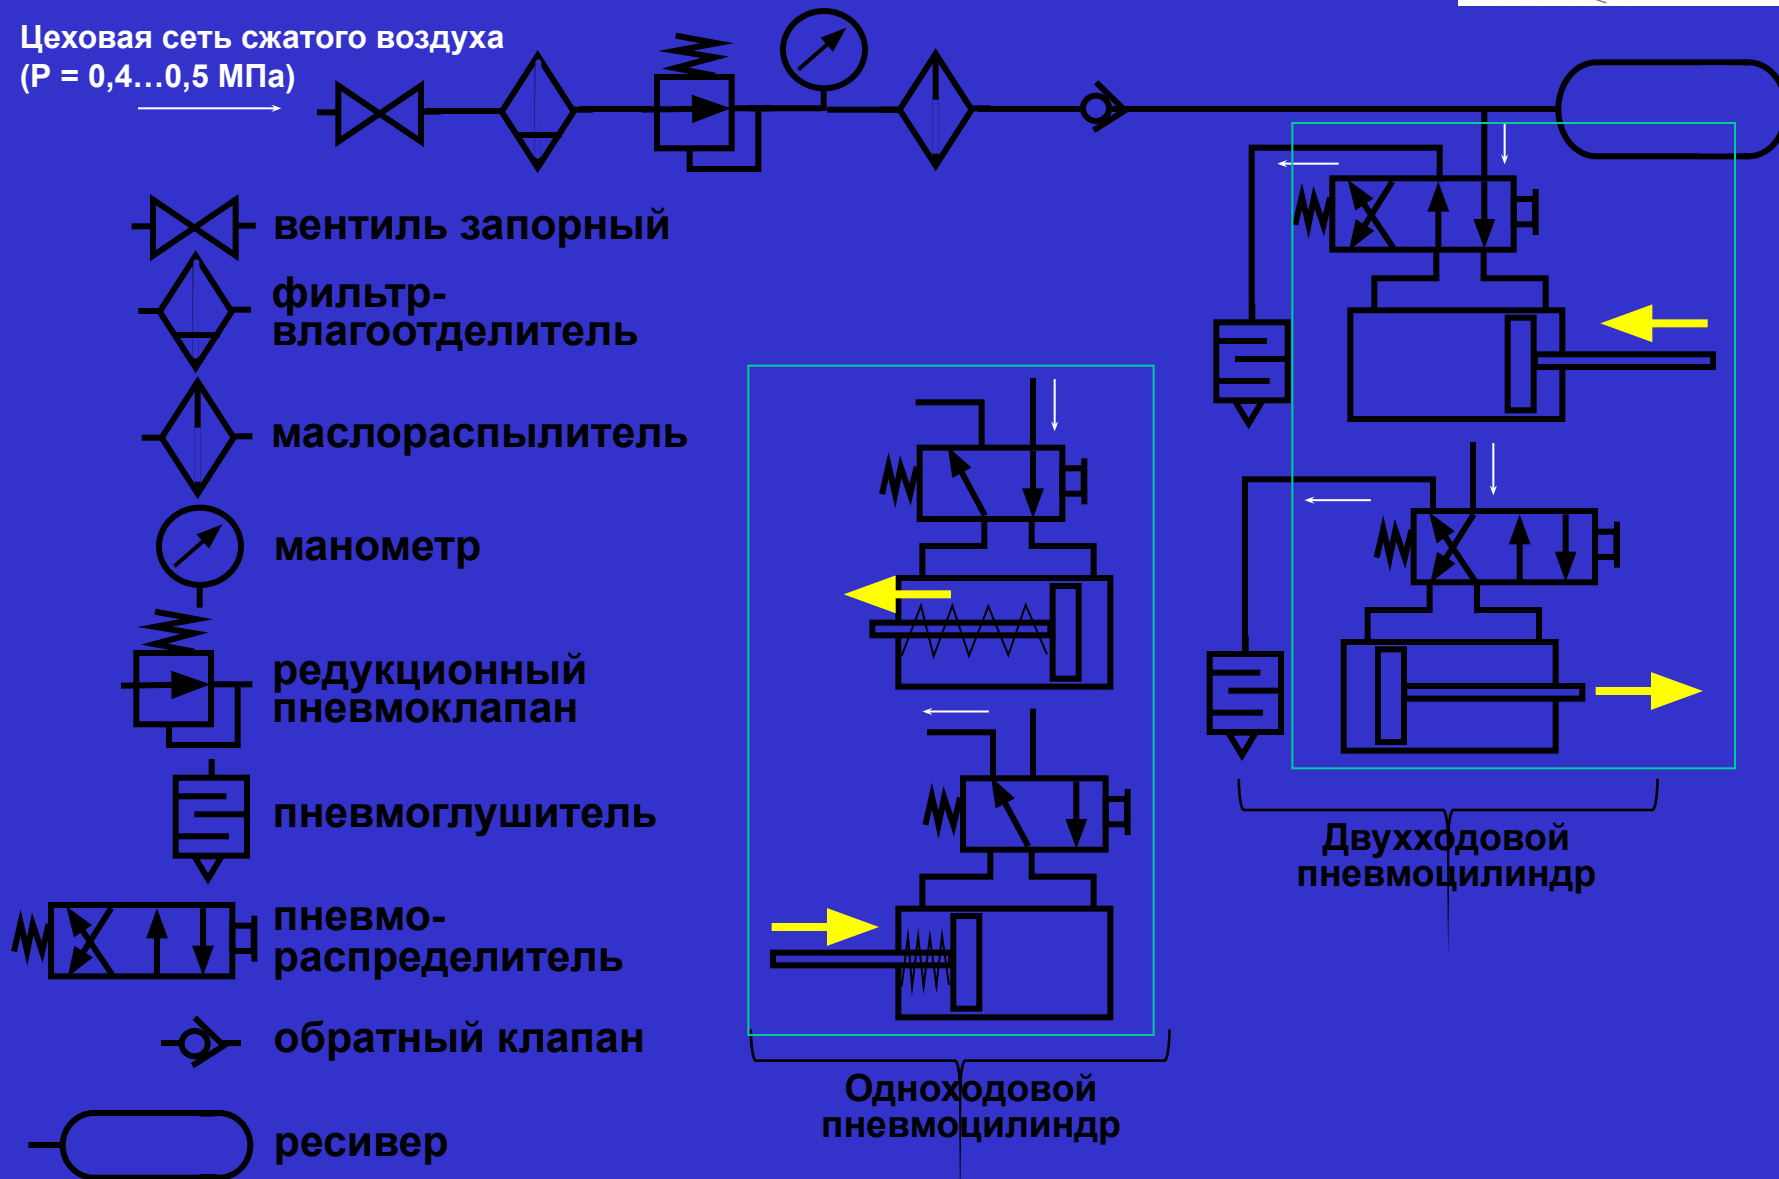 Цеховая сеть сжатого воздуха
(Р = 0,4…0,5 МПа)
вентиль запорный
фильтр-
влагоотделитель
маслораспылитель
манометр
редукционный
пневмоклапан
пневмоглушитель
пневмо-
распределитель
обратный клапан
ресивер
Одноходовой
пневмоцилиндр
Двухходовой
пневмоцилиндр